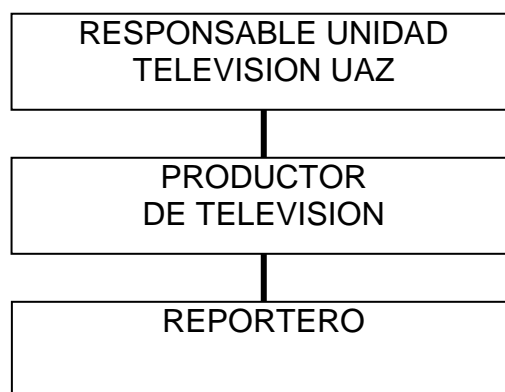 RESPONSABLE UNIDAD
TELEVISION UAZ
PRODUCTOR
DE TELEVISION
REPORTERO